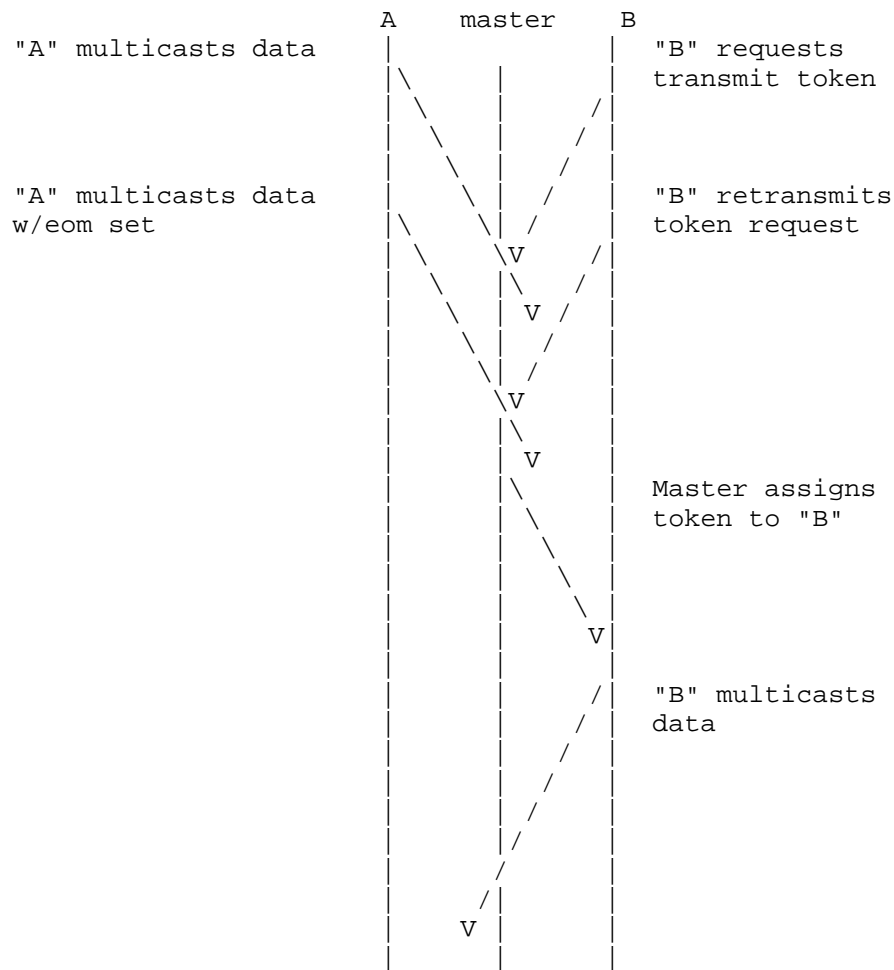 A master B
"A" multicasts data "B" requests
transmit token
"A" multicasts data "B" retransmits
w/eom set token request
Master assigns
token to "B"
"B" multicasts
data